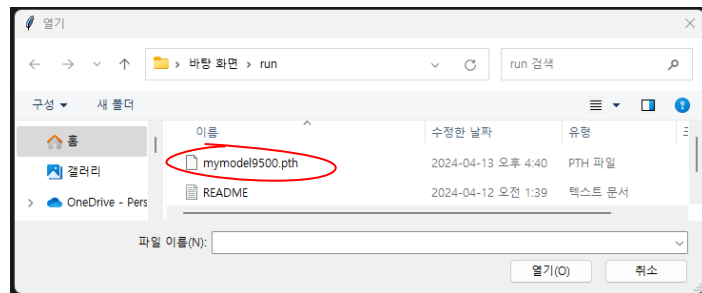 열기
바탕 화면 › run
run 검색
구성 새 폴더
이름 수정한 날짜 유형
홈
갤러리
OneDrive - Pers
mymodel9500.pth 2024-04-13 오후 4:40 PTH 파일
README 2024-04-12 오전 1:39 텍스트 문서
파일 이름(N):
열기(O) 취소